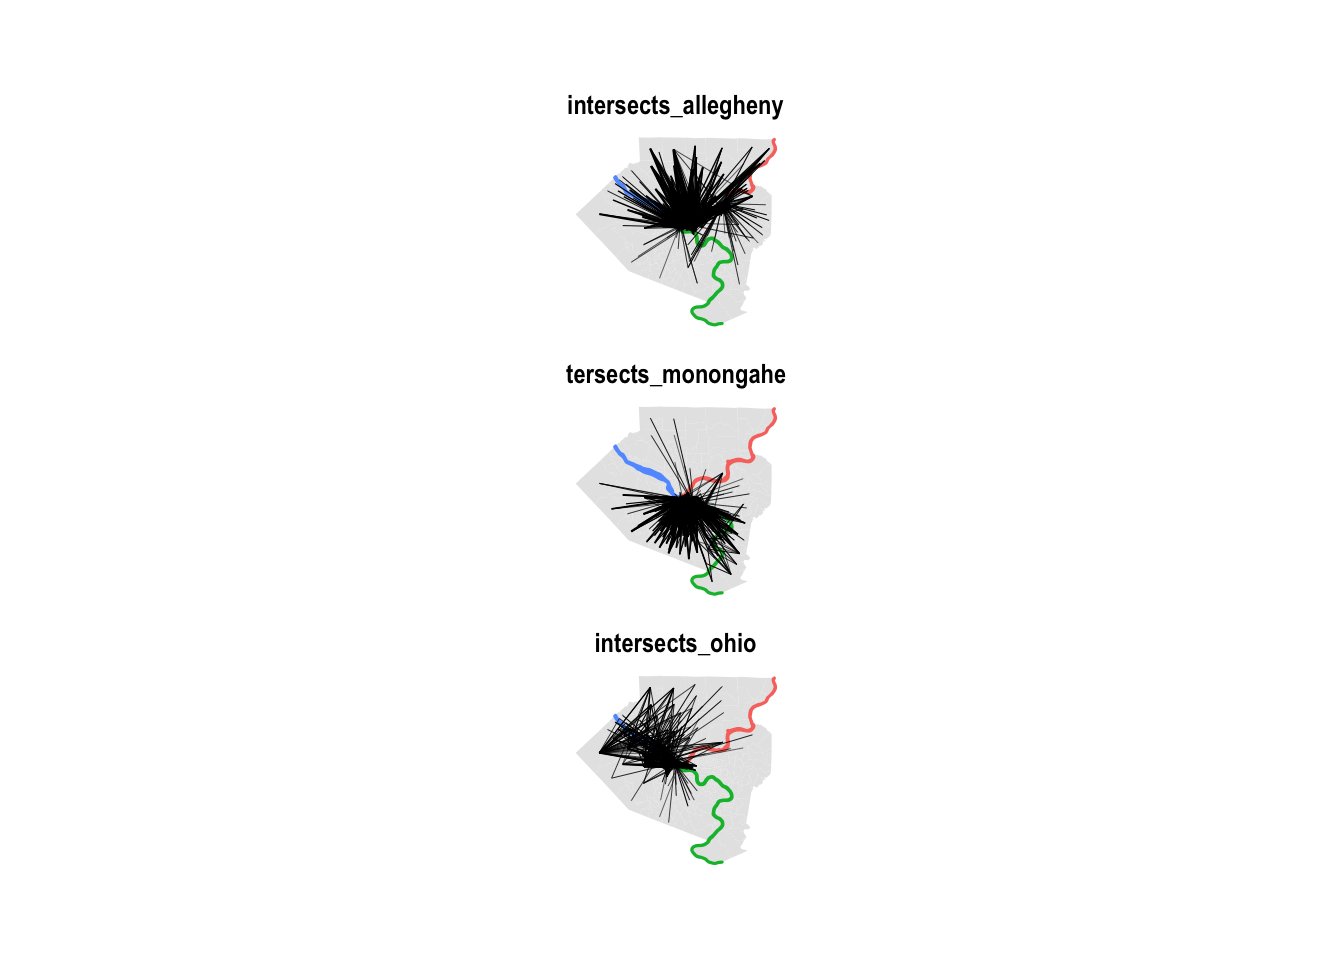 intersects_allegheny
tersects_monongahe
intersects_ohio